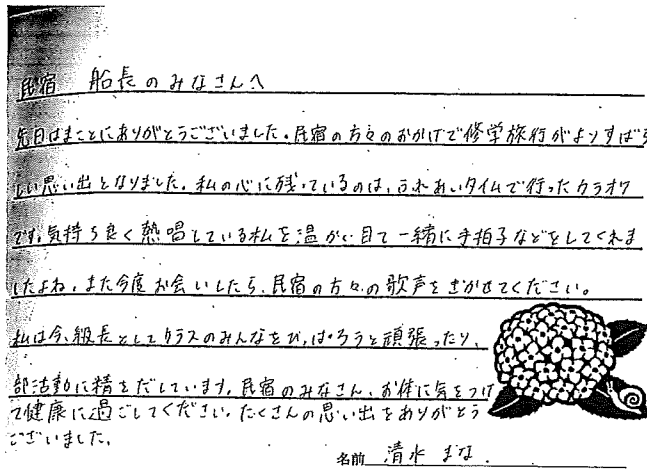 民宿 船長のみなさんへ
先日はまことにありがとうございました。民宿の方々のおかげで修学旅行がよりすばら
しい思い出となりました。私の心に残っているのは、ふれあいタイムで行ったカラオケ
です。気持ち良く熱唱している私を温かい目で一緒に手拍子などをしてくれま
したよね。また今度お会いしたら、民宿の方々の歌声をきかせてください。
私は今、級長としてクラスのみんなをひっぱろうと頑張ったり、
部活動に精をだしています。民宿のみなさん、お体に気をつけ
て健康に過ごしてください。たくさんの思い出をありがとう
ございました。
名前 清水 まな